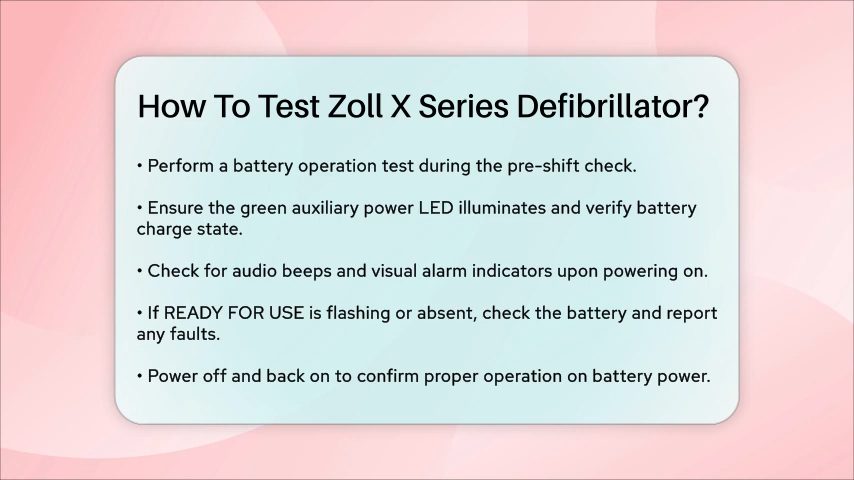 How To Test Zoll X Series Defibrillator?
• Perform a battery operation test during the pre-shift check.
• Ensure the green auxiliary power LED illuminates and verify battery
charge state.
• Check for audio beeps and visual alarm indicators upon powering on.
• If READY FOR USE is flashing or absent, check the battery and report
any faults.
• Power off and back on to confirm proper operation on battery power.